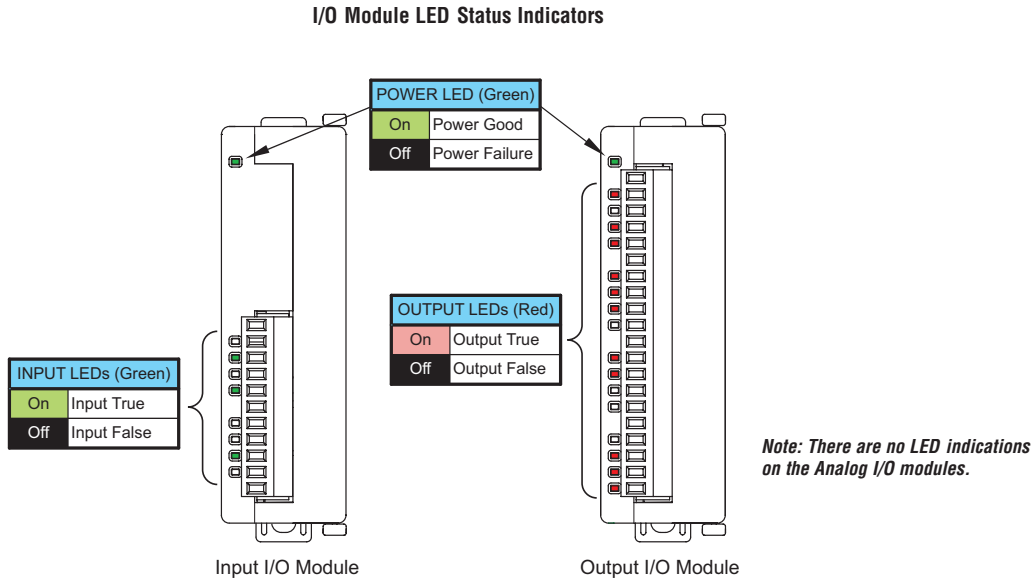 I/O Module LED Status Indicators
POWER LED (Green)
On Power Good
Off Power Failure
OUTPUT LEDs (Red)
On Output True
Off Output False
INPUT LEDs (Green)
On Input True
Off Input False
Note: There are no LED indications
on the Analog I/O modules.
Input I/O Module
Output I/O Module